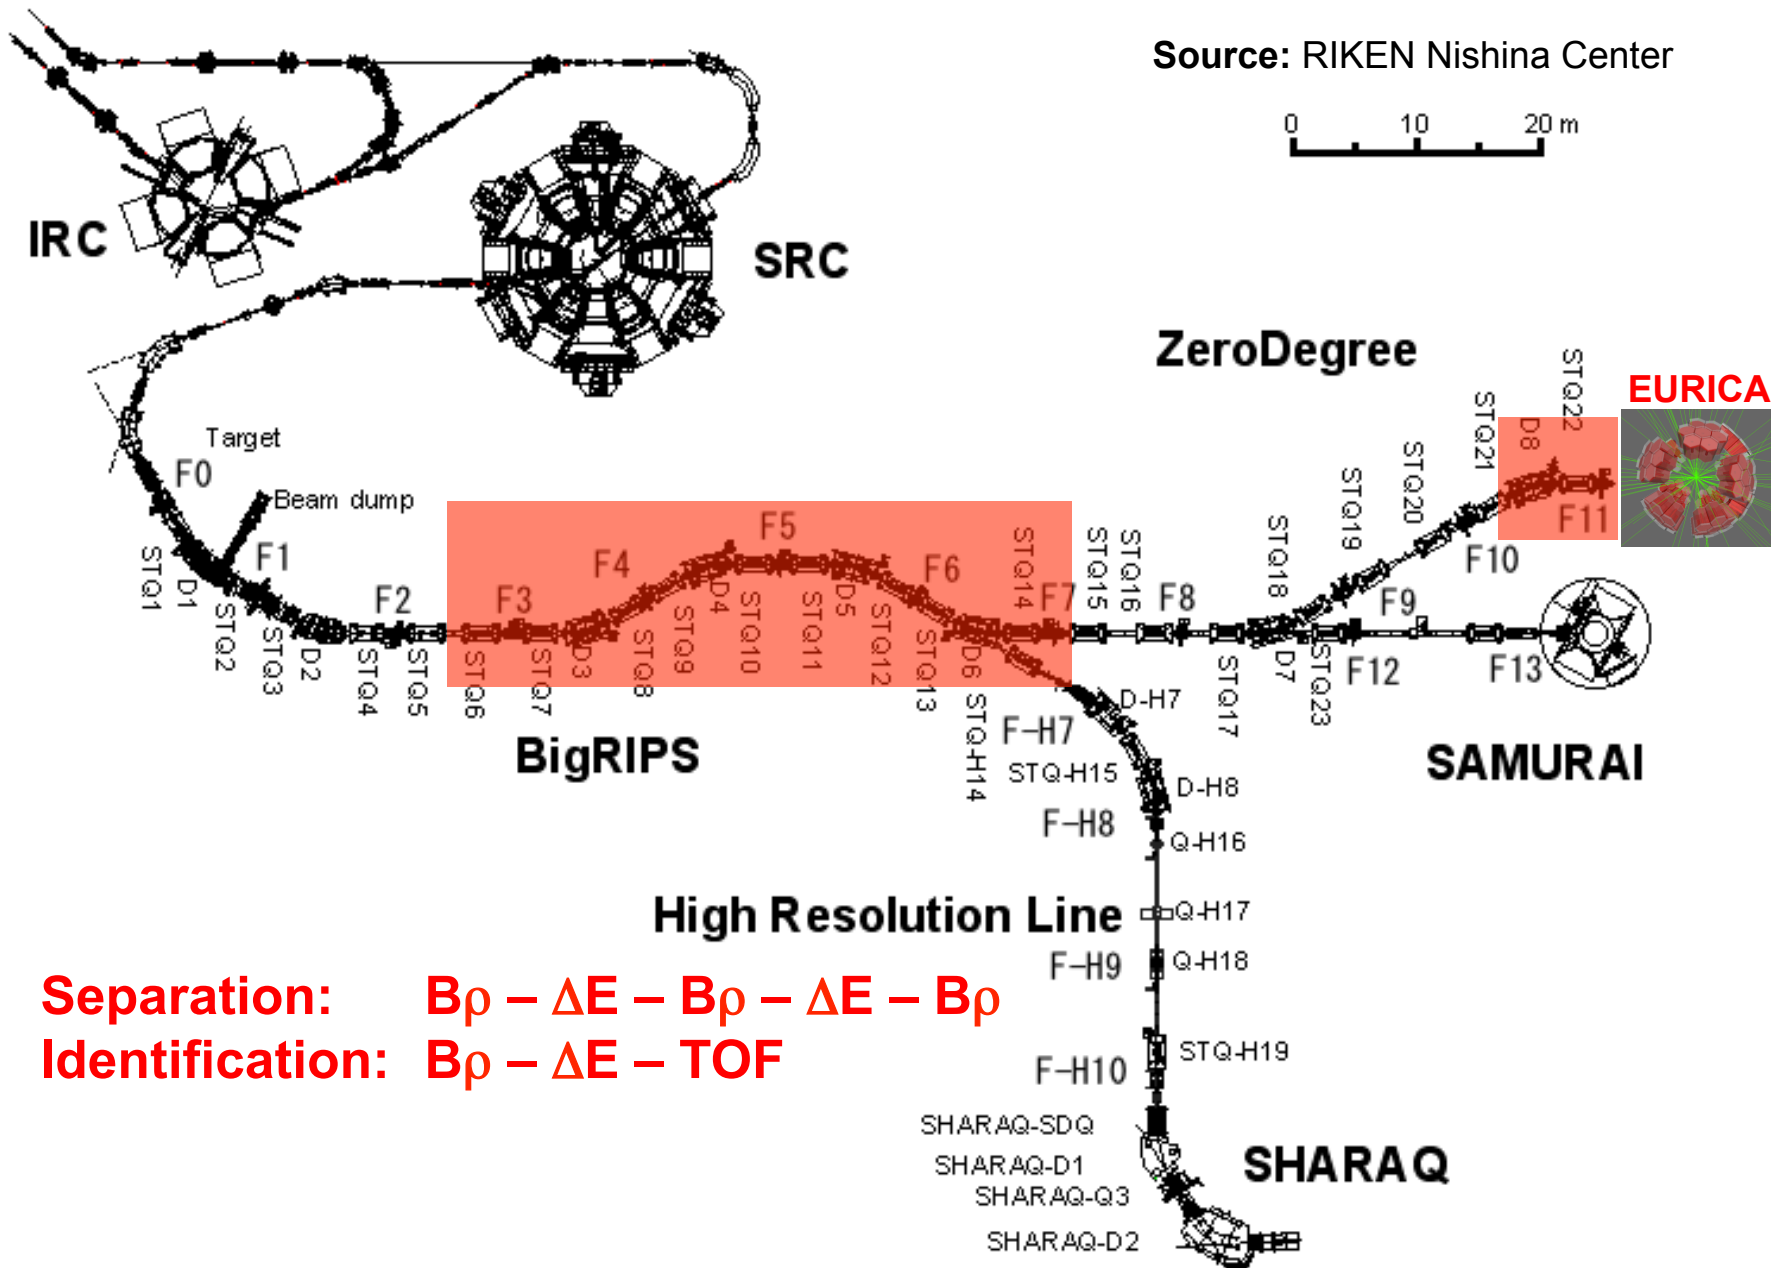 Source: RIKEN Nishina Center
0 10 20 m
IRC
SRC
ZeroDegree
EURICA
Target
F0
Beam dump
F1
F2
F3
F4
F5
F6
F7
F8
F9
F10
F11
F12
F13
STQ1
D1
STQ2
STQ3
D2
STQ4
STQ5
STQ6
STQ7
D3
STQ8
STQ9
D4
STQ10
STQ11
D5
STQ12
STQ13
D6
STQ14
STQ-H14
STQ15
STQ16
STQ17
STQ18
D7
STQ23
STQ19
STQ20
STQ21
D8
STQ22
BigRIPS
SAMURAI
D-H7
F-H7
STQ-H15
D-H8
F-H8
Q-H16
High Resolution Line
Q-H17
F-H9
Q-H18
Separation: Bρ – ΔE – Bρ – ΔE – Bρ
Identification: Bρ – ΔE – TOF
STQ-H19
F-H10
SHARAQ-SDQ
SHARAQ-D1
SHARAQ
SHARAQ-Q3
SHARAQ-D2